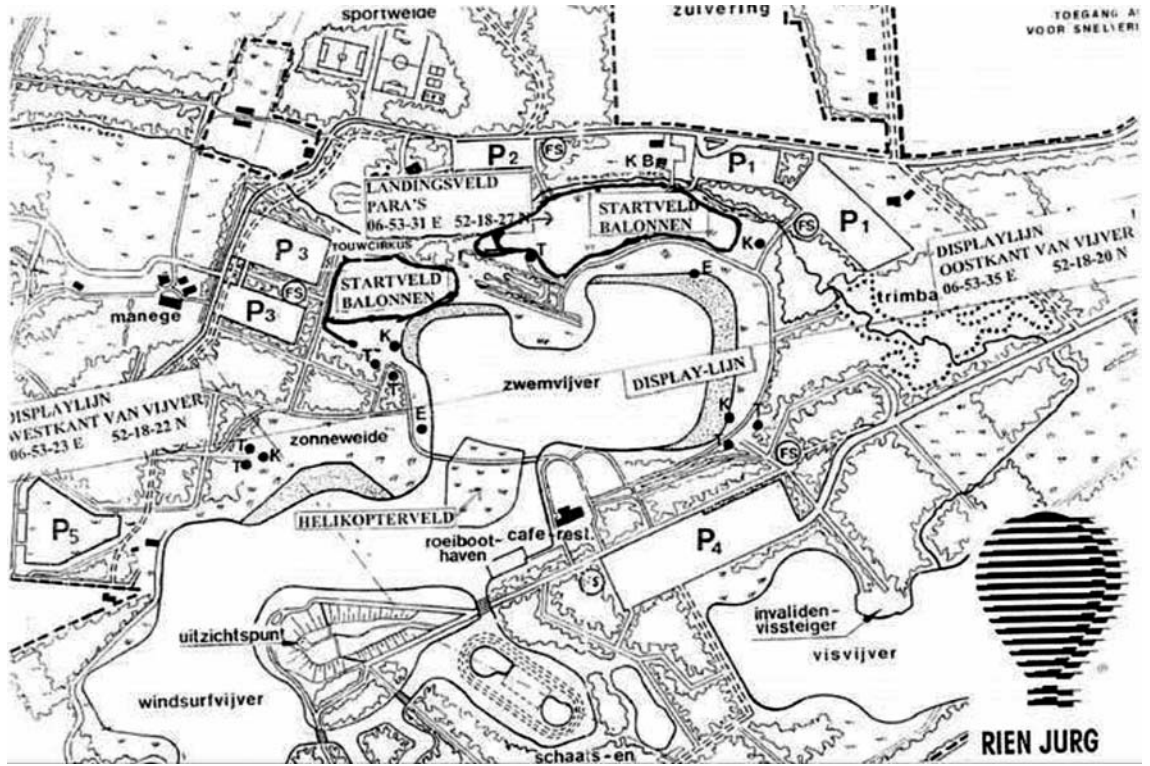 sportweide
zuivering
TOEGANG
VOOR SNELVER
P2
FS
K B
P1
LANDINGSVELD
PARA'S
06-53-31 E 52-18-27 N
STARTVELD
BALONNEN
P1
FS
K
DISPLAYLIJN
OOSTKANT VAN VIJVER
06-53-35 E 52-18-20 N
P3
TOUWCIRKUS
T
E
STARTVELD
BALONNEN
FS
trimba
manege
P3
K
T
T
zwemvijver
DISPLAY-LIJN
DISPLAYLIJN
WESTKANT VAN VIJVER
06-53-23 E 52-18-22 N
zonneweide
E
K
T
T
T
K
T
FS
P5
HELIKOPTERVELD
roeiboot-
haven
cafe-rest.
P4
uitzichtspunt
invaliden-
vissteiger
visvijver
windsurfvijver
schaats-en
RIEN JURG